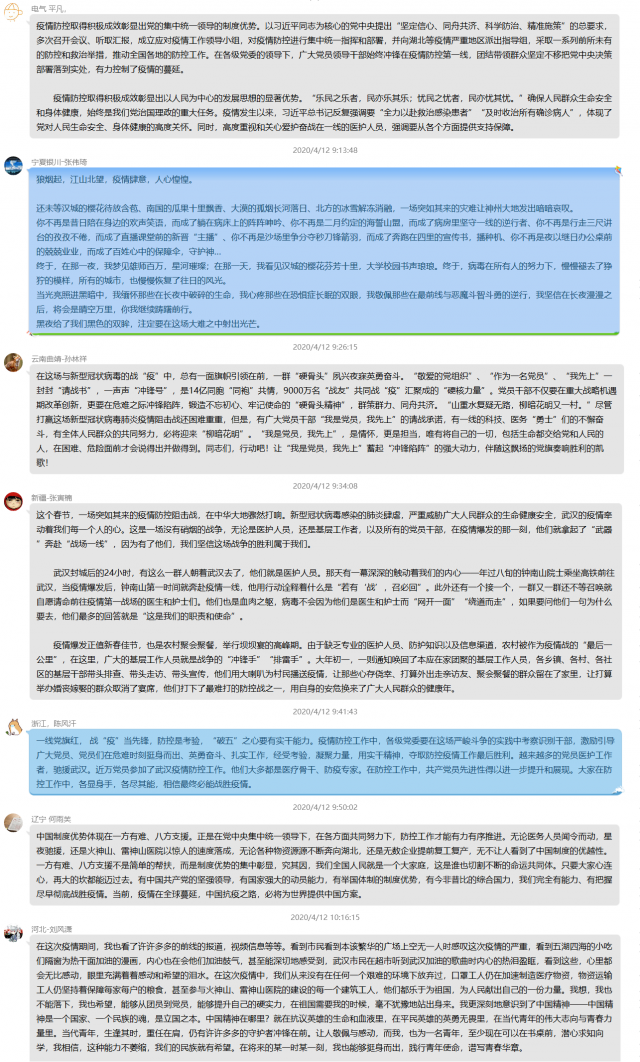 电气 平凡、
疫情防控取得积极成效彰显出党的集中统一领导的制度优势。以习近平同志为核心的党中央提出“坚定信心、同舟共济、科学防治、精准施策”的总要求，
多次召开会议、听取汇报，成立应对疫情工作领导小组，对疫情防控进行集中统一指挥和部署，并向湖北等疫情严重地区派出指导组，采取一系列前所未有
的防控和救治举措，推动全国各地的防控工作。在各级党委的领导下，广大党员领导干部始终冲锋在疫情防控第一线，团结带领群众坚定不移把党中央决策
部署落到实处，有力控制了疫情的蔓延。
疫情防控取得积极成效彰显出以人民为中心的发展思想的显著优势。“乐民之乐者，民亦乐其乐；忧民之忧者，民亦忧其忧。”确保人民群众生命安全
和身体健康，始终是我们党治国理政的重大任务。疫情发生以来，习近平总书记反复强调要“全力以赴救治感染患者”“及时收治所有确诊病人”，体现了
党对人民生命安全、身体健康的高度关怀。同时，高度重视和关心爱护奋战在一线的医护人员，强调要从各个方面提供支持保障。
2020/4/12 9:13:48
宁夏银川-张伟琦
狼烟起，江山北望，疫情肆意，人心惶惶。
还未等汉城的樱花待放含苞、南国的瓜果十里飘香、大漠的孤烟长河落日、北方的冰雪解冻消融，一场突如其来的灾难让神州大地发出暗暗哀叹。
你不再是昔日陪在身边的欢声笑语，而成了躺在病床上的阵阵呻吟、你不再是二月约定的海誓山盟，而成了病房里坚守一线的逆行者、你不再是行走三尺讲
台的孜孜不倦，而成了直播课堂前的新晋“主播”、你不再是沙场里争分夺秒刀锋箭羽，而成了奔跑在四里的宣传书，播种机、你不再是夜以继日办公桌前
的兢兢业业，而成了百姓心中的保障伞，守护神...
终于，在那一夜，我梦见雄师百万，星河璀璨；在那一天，我看见汉城的樱花芬芳十里，大学校园书声琅琅。终于，病毒在所有人的努力下，慢慢褪去了狰
狞的模样，所有的城市，也慢慢恢复了往日的风光。
当光亮照进黑暗中，我缅怀那些在长夜中破碎的生命，我心疼那些在恐惧症长眠的双眼，我敬佩那些在最前线与恶魔斗智斗勇的逆行，我坚信在长夜漫漫之
后，将会是晴空万里，你我继续踌躇前行。
黑夜给了我们黑色的双眸，注定要在这场大难之中射出光芒。
2020/4/12 9:26:15
云南曲靖-孙林祥
在这场与新型冠状病毒的战“疫”中，总有一面旗帜引领在前，一群“硬骨头”夙兴夜寐英勇奋斗。“敬爱的党组织”、“作为一名党员”、“我先上”一
封封“请战书”，一声声“冲锋号”，是14亿同胞“同袍”共情，9000万名“战友”共同战“疫”汇聚成的“硬核力量”。党员干部不仅要在重大战略机遇
期改革创新，更要在危难之际冲锋陷阵，锻造不忘初心、牢记使命的“硬骨头精神”，群策群力、同舟共济。“山重水复疑无路，柳暗花明又一村。”尽管
打赢这场新型冠状病毒肺炎疫情阻击战还困难重重，但是，有广大党员干部“我是党员，我先上”的请战承诺，有一线的科技、医务“勇士”们的不懈奋
斗，有全体人民群众的共同努力，必将迎来“柳暗花明”。“我是党员，我先上”、是情怀，更是担当，唯有将自己的一切，包括生命都交给党和人民的
人，在困难、危险面前才会说得出并做得到。同志们，行动吧！让“我是党员，我先上”蓄起“冲锋陷阵”的强大动力，伴随这飘扬的党旗奏响胜利的凯
歌！
2020/4/12 9:34:08
新疆-张寅锦
这个春节，一场突如其来的疫情防控阻击战，在中华大地骤然打响。新型冠状病毒感染的肺炎肆虐，严重威胁广大人民群众的生命健康安全，武汉的疫情牵
动着我们每一个人的心。这是一场没有硝烟的战争，无论是医护人员，还是基层工作者，以及所有的党员干部，在疫情爆发的那一刻，他们就拿起了“武器
”奔赴“战场一线”，因为有了他们，我们坚信这场战争的胜利属于我们。
武汉封城后的24小时，有这么一群人朝着武汉去了，他们就是医护人员。那天有一幕深深的触动着我们的内心——年过八旬的钟南山院士乘坐高铁前往
武汉，当疫情爆发后，钟南山第一时间就奔赴疫情一线，他用行动诠释着什么是“若有‘战’，召必回”。此外还有一个接一个，一群又一群还不等召唤就
自愿请命前往疫情第一战场的医生和护士们。他们也是血肉之躯，病毒不会因为他们是医生和护士而“网开一面”“绕道而走”，如果要问他们一句为什么
要去，他们最多的回答就是“这是我们的职责和使命”。
疫情爆发正值新春佳节，也是农村聚会聚餐，举行坝坝宴的高峰期。由于缺乏专业的医护人员、防护知识以及信息渠道，农村被作为疫情战的“最后一
公里”，在这里，广大的基层工作人员就是战争的“冲锋手”“排雷手”。大年初一，一则通知唤回了本应在家团聚的基层工作人员，各乡镇、各村、各社
区的基层干部带头排查、带头走访、带头宣传，他们用大喇叭为村民播送疫情，让那些心存侥幸、打算外出走亲访友、聚会聚餐的群众留在了家里，让打算
举办婚丧嫁娶的群众取消了宴席，他们打下了最难打的防控战之一，用自身的安危换来了广大人民群众的健康年。
2020/4/12 9:41:43
浙江，陈风汗
一线党旗红，战“疫”当先锋，防控是考验，“破五”之心要有实干能力。疫情防控工作中，各级党委要在这场严峻斗争的实践中考察识别干部，激励引导
广大党员、党员们在危难时刻挺身而出、英勇奋斗、扎实工作，经受考验，凝聚力量，用实干精神，夺取防控疫情工作最后胜利。越来越多的党员医护工作
者，驰援武汉。近万党员参加了武汉疫情防控工作。他们大多都是医疗骨干、防疫专家。在防控工作中，共产党员先进性得以进一步提升和展现。大家在防
控工作中，各显身手，各尽其能，相信最终必能战胜疫情。
2020/4/12 9:50:02
辽宁 何雨芙
中国制度优势体现在一方有难、八方支援。正是在党中央集中统一领导下，在各方面共同努力下，防控工作才能有力有序推进。无论医务人员闻令而动，星
夜驰援，还是火神山、雷神山医院以惊人的速度落成，无论各种物资源源不断奔向湖北，还是无数企业提前复工复产，无不让人看到了中国制度的优越性。
一方有难、八方支援不是简单的帮扶，而是制度优势的集中彰显，究其因，我们全国人民就是一个大家庭，这是谁也切割不断的命运共同体。只要大家心连
心，再大的坎都能迈过去。有中国共产党的坚强领导，有国家强大的动员能力，有举国体制的制度优势，有今非昔比的综合国力，我们完全有能力、有把握
尽早彻底战胜疫情。当前，疫情在全球蔓延，中国抗疫之路，必将为世界提供中国方案。
2020/4/12 10:16:15
河北-刘风潇
在这次疫情期间，我也看了许许多多的前线的报道，视频信息等等。看到市民看到本该繁华的广场上空无一人时感叹这次疫情的严重，看到五湖四海的小吃
们隔窗为热干面加油的漫画，内心也在会他们加油鼓气，甚至能深切地感受到，武汉市民在超市听到武汉加油的歌曲时内心的热泪盈眶，看到这些，心里都
会无比感动，眼里充满着着感动和希望的泪水。在这次疫情中，我们从来没有在任何一个艰难的环境下放弃过，口罩工人仍在加速制造医疗物资，物资运输
工人仍坚持着保障每家每户的粮食，甚至参与火神山、雷神山医院的建设的每一个建筑工人，他们都乐于为祖国，为人民献出自己的一份力量。我想，我也
不能落下，我也希望，能够从团员到党员，能够提升自己的硬实力，在祖国需要我的时候，毫不犹豫地站出身来。我更深刻地意识到了中国精神——中国精神
是一个国家、一个民族的魂，是立国之本。中国精神在哪里？就在抗议英雄的生命和血液里，在平民英雄的英勇无畏里，在当代青年的伟大志向与青春力
量里。当代青年，生逢其时，重任在肩，仍有许许多多的守护者冲锋在前。让人敬佩与感动，而我、也为一名青年，至少现在可以在书桌前，潜心求知向
学，我相信，这种能力不萎缩，我们的民族就有希望。在将来的某一时某一刻，我也能够挺身而出，践行青年使命，谱写青春华章。